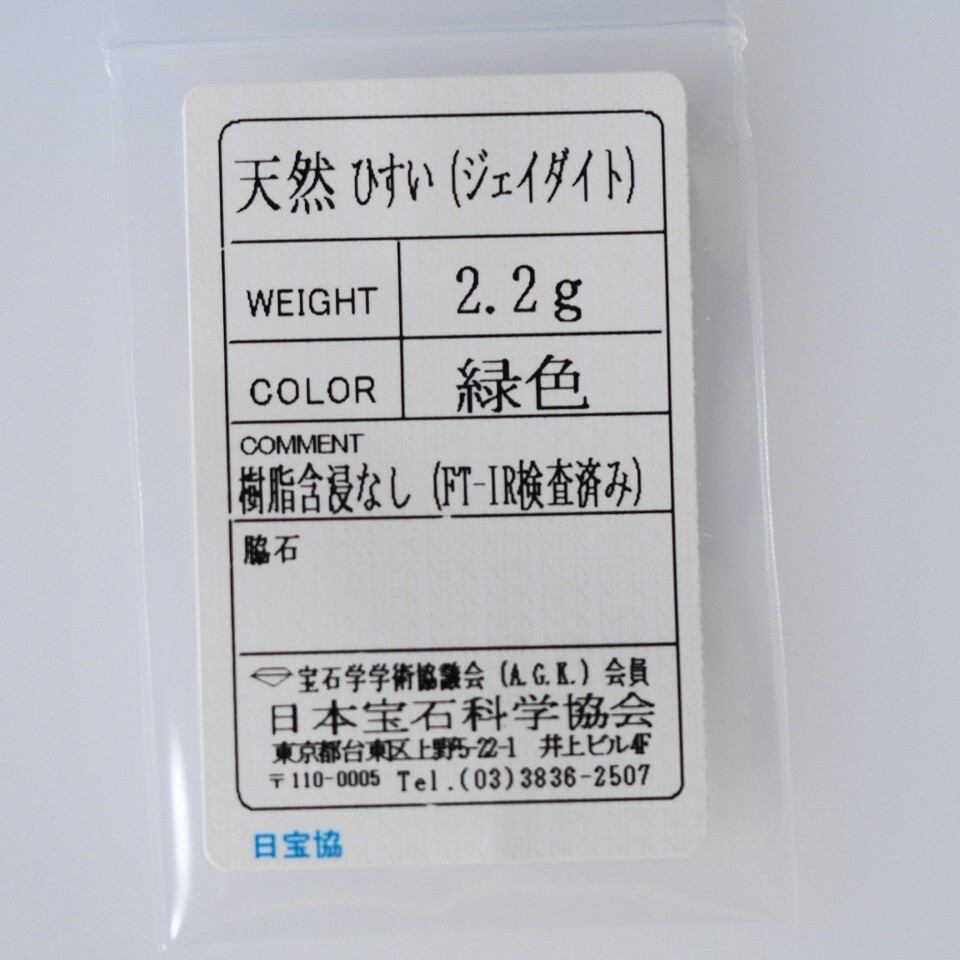 天然 ひすい (ジェイダイト)
WEIGHT 2.2g
COLOR 緑色
COMMENT
樹脂含浸なし (FT-IR検査済み)
脇石
宝石学学術協議会 (A.G.K.) 会員
日本宝石科学協会
東京都台東区上野5-22-1 井上ビル4F
〒110-0005 Tel.(03)3836-2507
日宝協